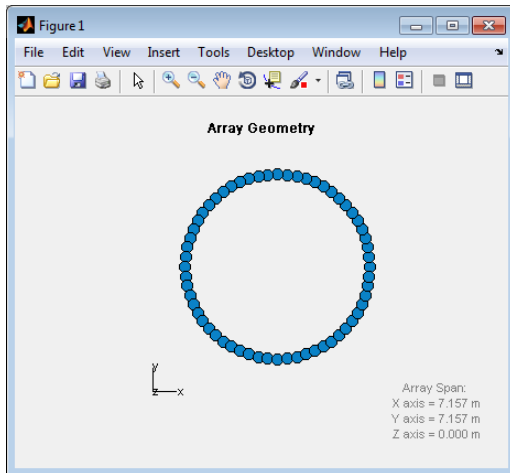 Figure 1
File Edit View Insert Tools Desktop Window Help
Array Geometry
y
z x
Array Span:
X axis = 7.157 m
Y axis = 7.157 m
Z axis = 0.000 m